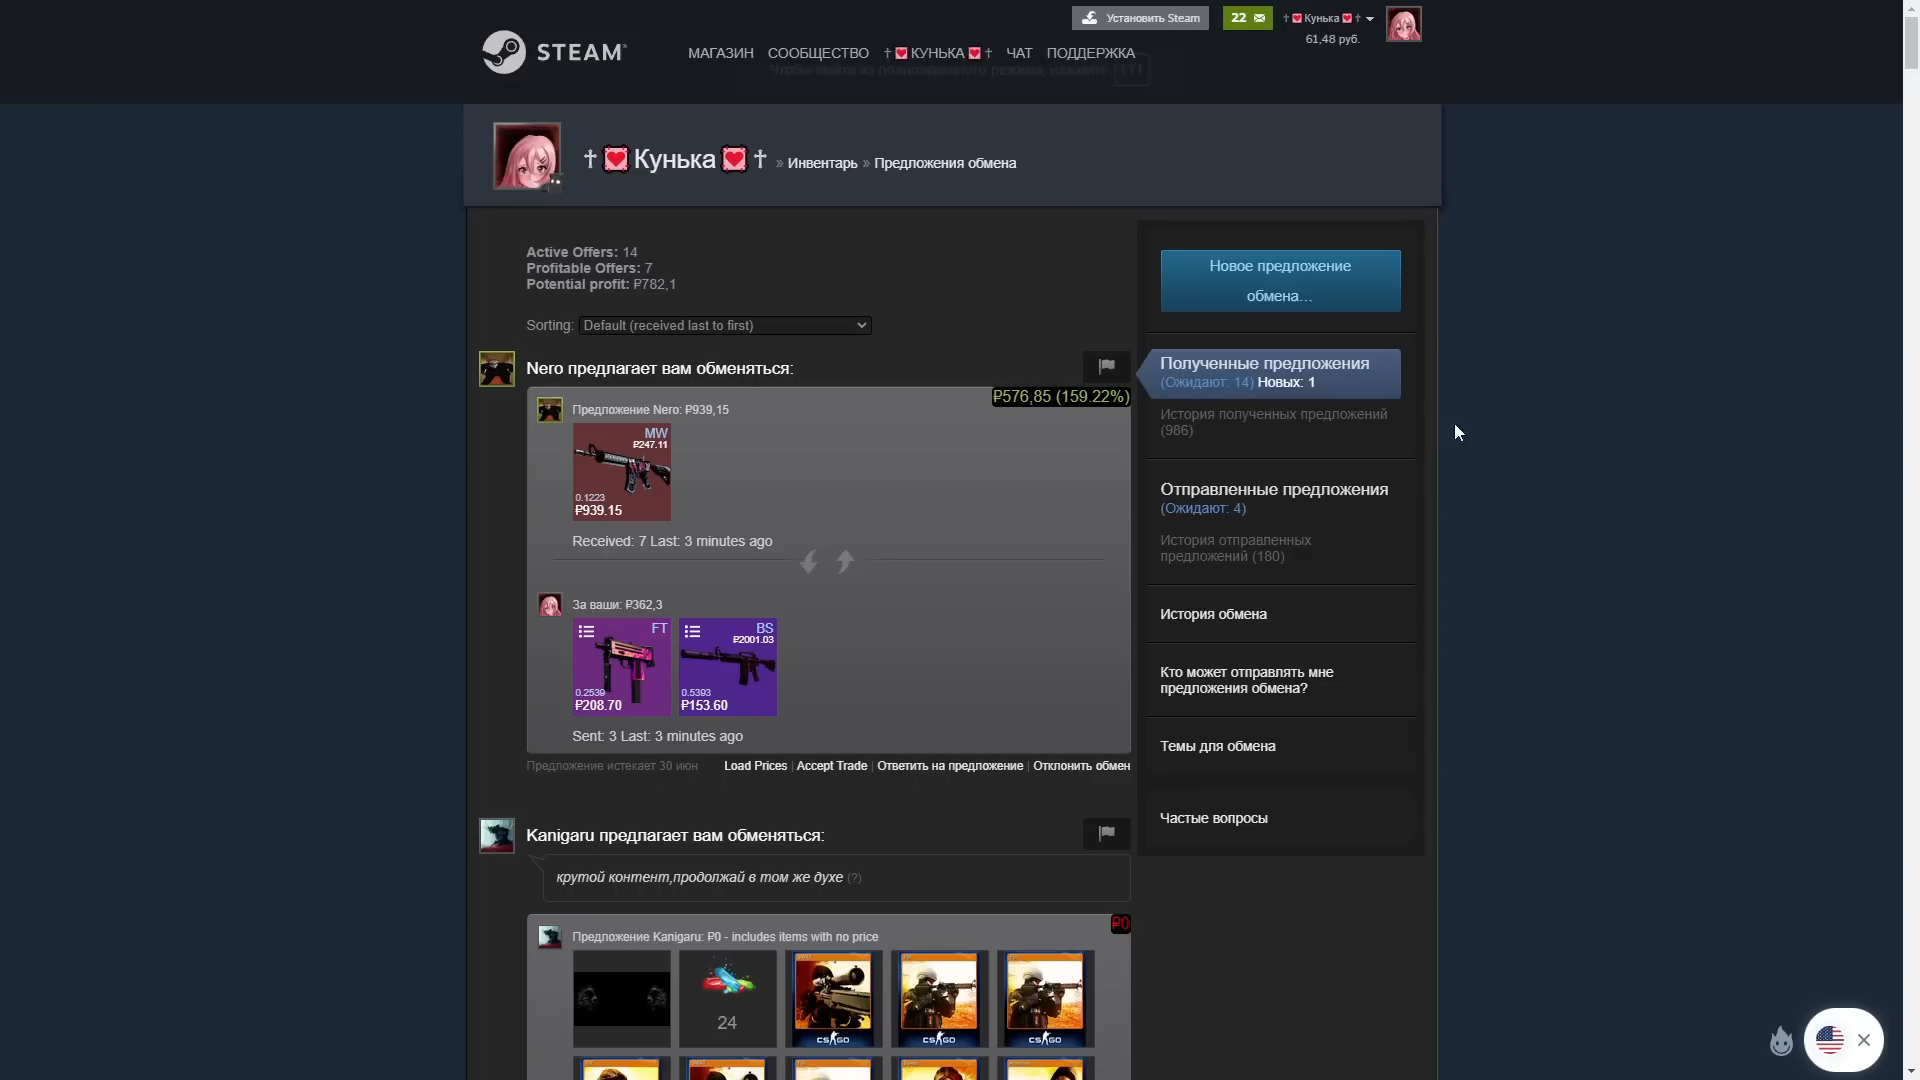 Установить Steam
22
†💟Кунька💟†
61,48 руб.
STEAM
МАГАЗИН СООБЩЕСТВО †💟КУНЬКА💟† ЧАТ ПОДДЕРЖКА
†💟Кунька💟† » Инвентарь » Предложения обмена
Active Offers: 14
Profitable Offers: 7
Potential profit: ₽782,1
Sorting: Default (received last to first)
Nero предлагает вам обменяться:
₽576,85 (159.22%)
Предложение Nero: ₽939,15
MW
₽247.11
0.1223
₽939.15
Received: 7 Last: 3 minutes ago
За ваши: ₽362,3
FT
0.2539
₽208.70
BS
₽2001.03
0.5393
₽153.60
Sent: 3 Last: 3 minutes ago
Предложение истекает 30 июн
Load Prices | Accept Trade | Ответить на предложение | Отклонить обмен
Kanigaru предлагает вам обменяться:
крутой контент,продолжай в том же духе (?)
₽0
Предложение Kanigaru: ₽0 - includes items with no price
24
CS GO
CS GO
CS GO
Новое предложение
обмена…
Полученные предложения
(Ожидают: 14) Новых: 1
История полученных предложений
(986)
Отправленные предложения
(Ожидают: 4)
История отправленных
предложений (180)
История обмена
Кто может отправлять мне
предложения обмена?
Темы для обмена
Частые вопросы